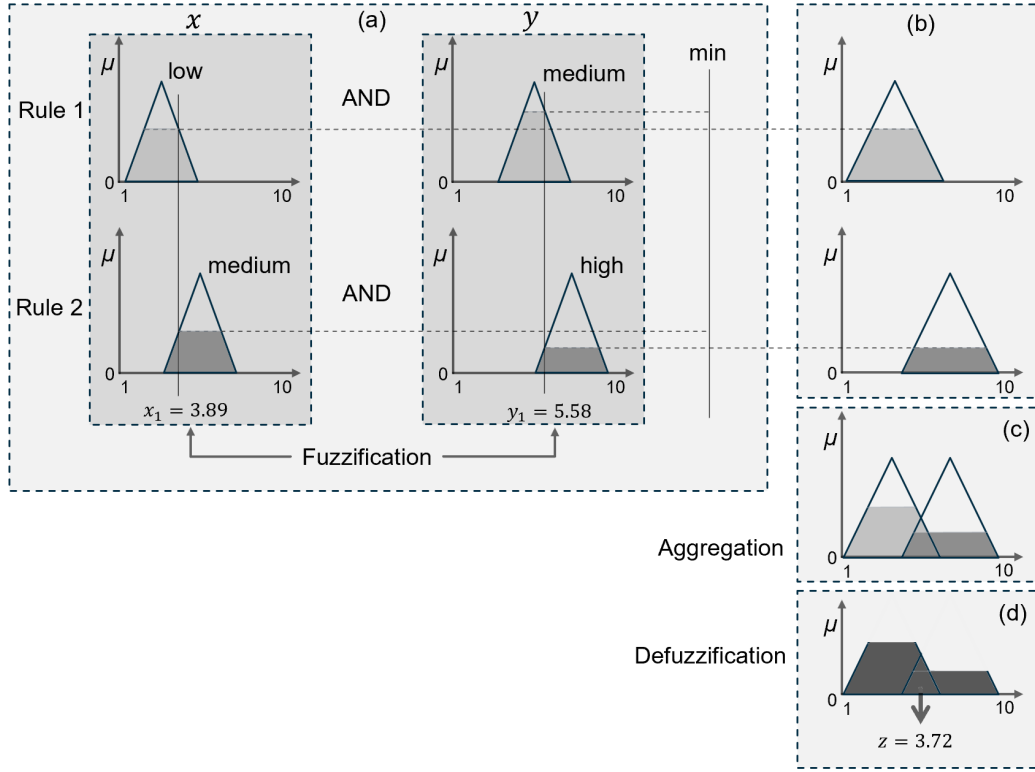 x
(a)
y
(b)
μ
low
μ
medium
min
μ
Rule 1
AND
0
1
10
0
1
10
0
1
10
μ
medium
μ
high
μ
Rule 2
AND
0
1
10
0
1
10
0
1
10
x₁ = 3.89
y₁ = 5.58
(c)
Fuzzification
μ
Aggregation
0
1
10
(d)
μ
Defuzzification
0
1
10
z = 3.72